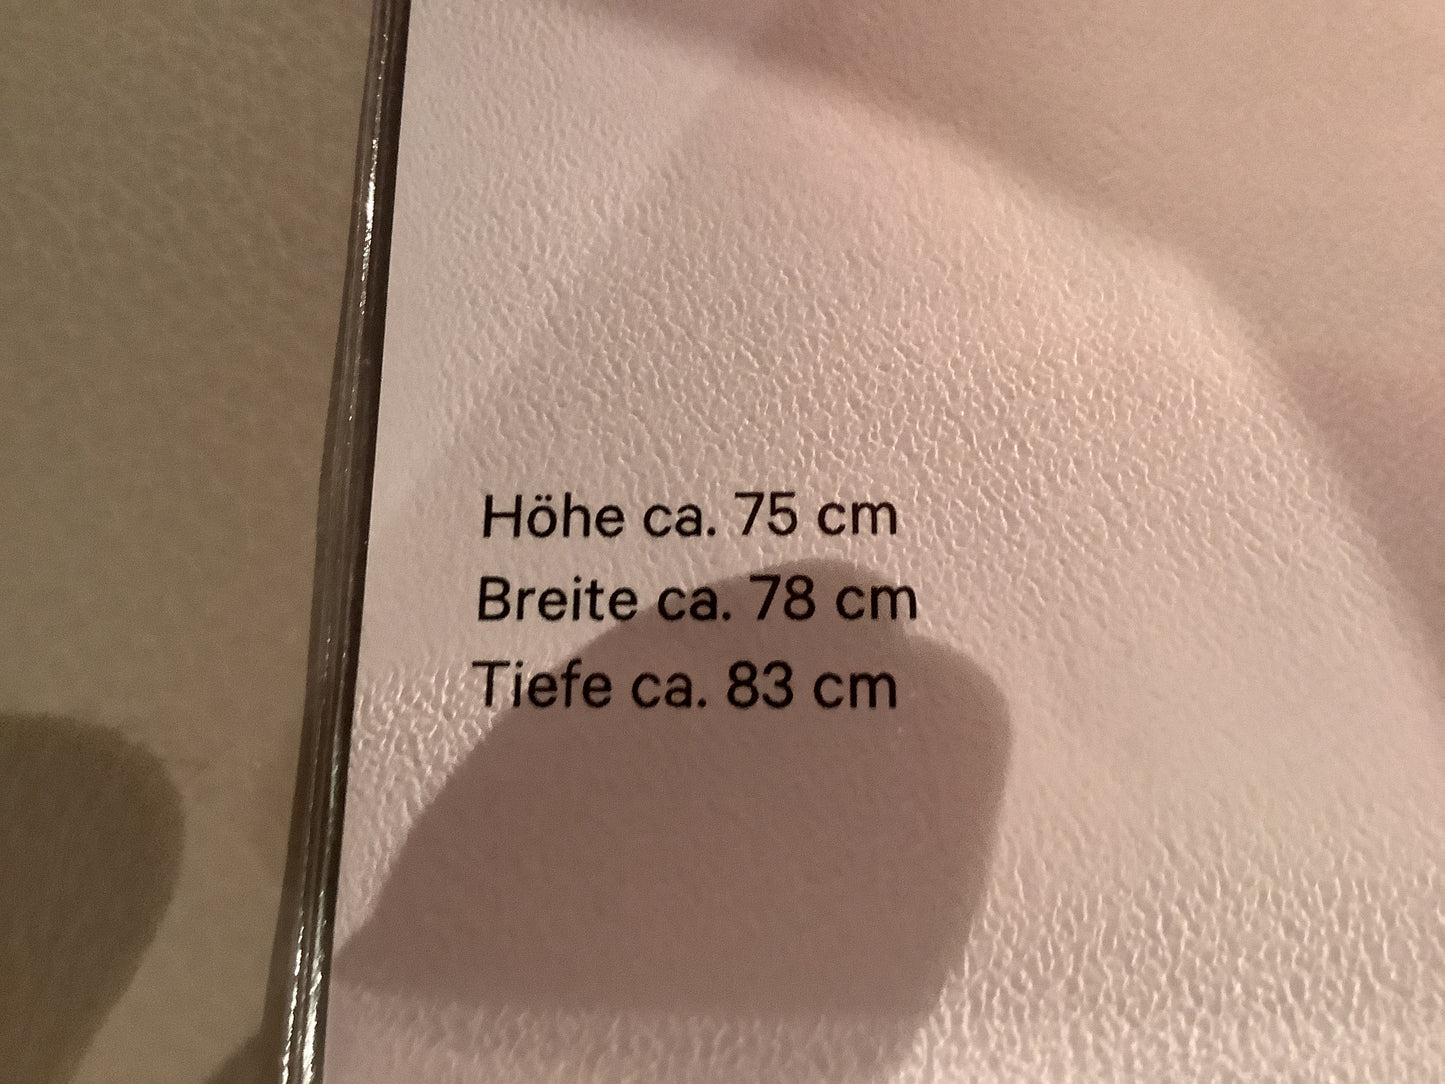 Höhe ca. 75 cm
Breite ca. 78 cm
Tiefe ca. 83 cm